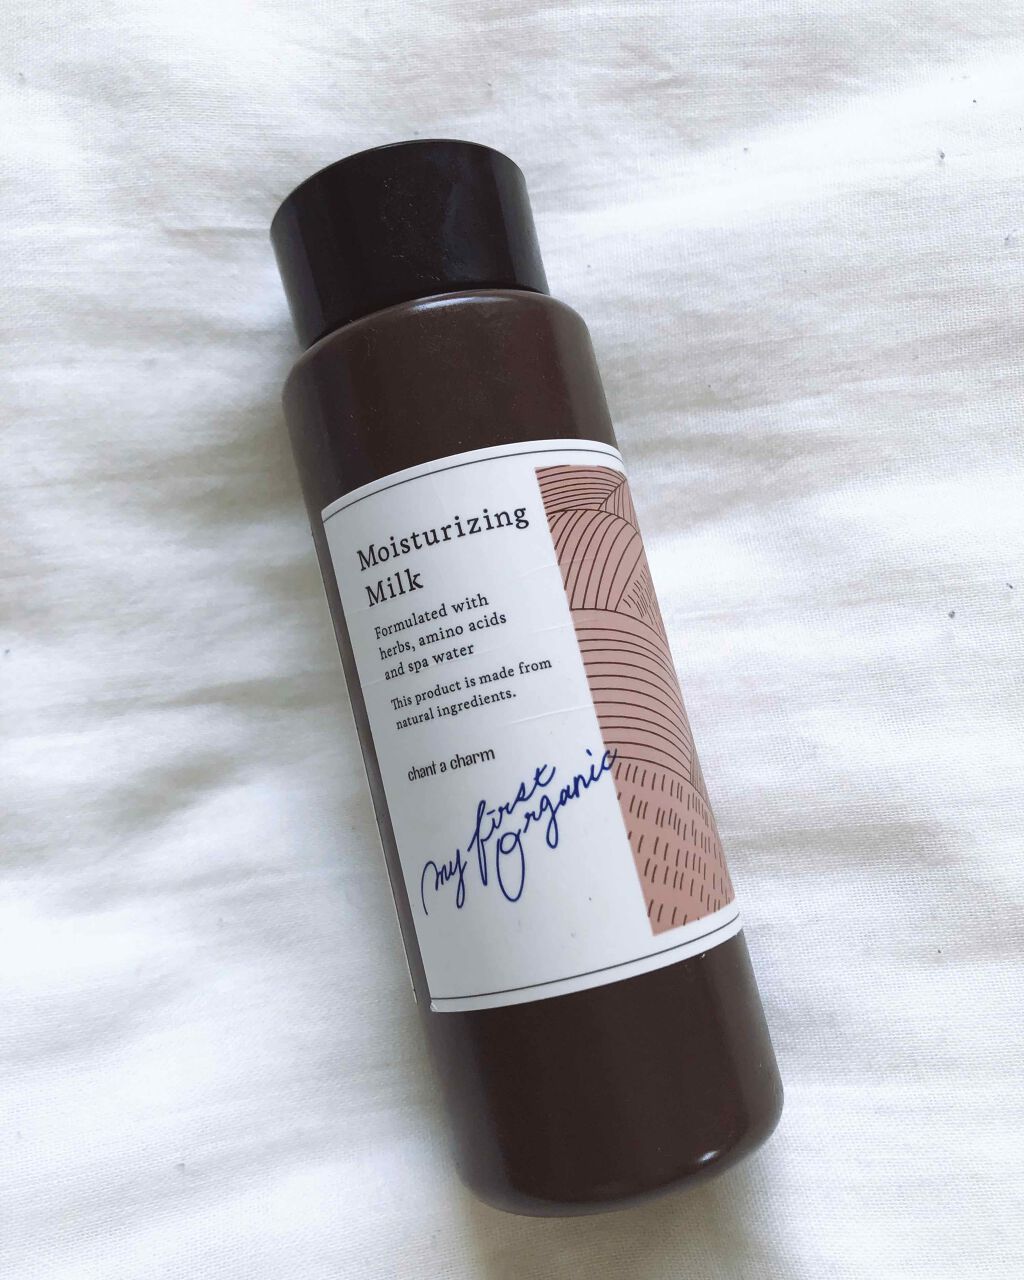 Moisturizing
Milk
Formulated with
herbs, amino acids
and spa water
This product is made from
natural ingredients.
chant a charm
my first
Organic